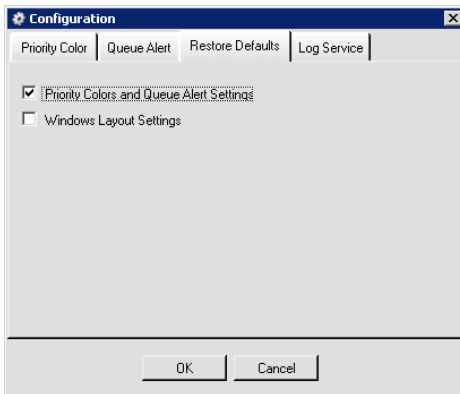 Configuration
Priority Color Queue Alert Restore Defaults Log Service
Priority Colors and Queue Alert Settings
Windows Layout Settings
OK Cancel